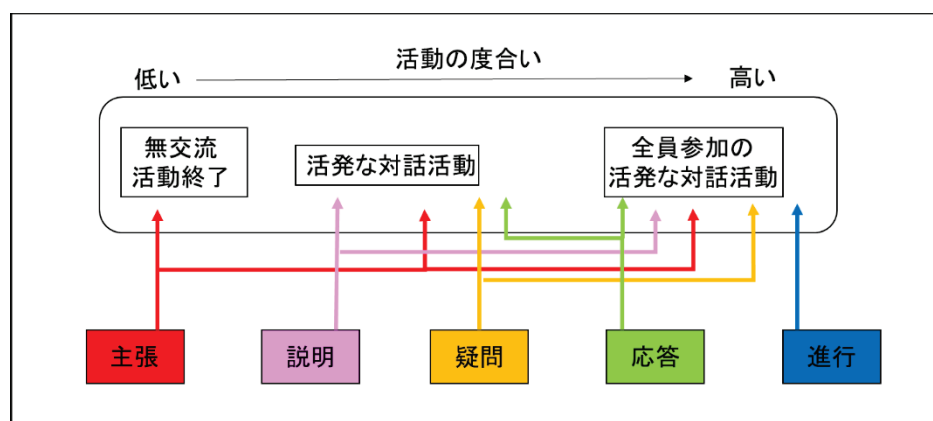 活動の度合い
低い
高い
無交流
活動終了
活発な対話活動
全員参加の
活発な対話活動
主張
説明
疑問
応答
進行